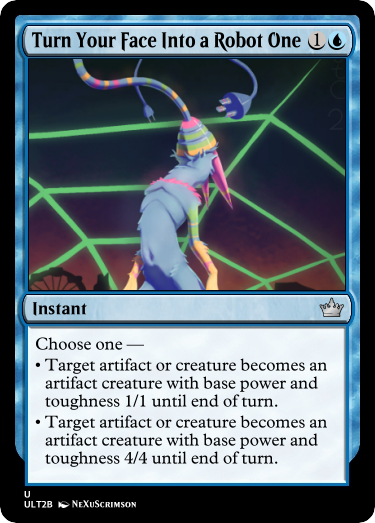 Turn Your Face Into a Robot One 1
Instant
Choose one —
• Target artifact or creature becomes an
artifact creature with base power and
toughness 1/1 until end of turn.
• Target artifact or creature becomes an
artifact creature with base power and
toughness 4/4 until end of turn.
U
ULT2B NeXuScrimson